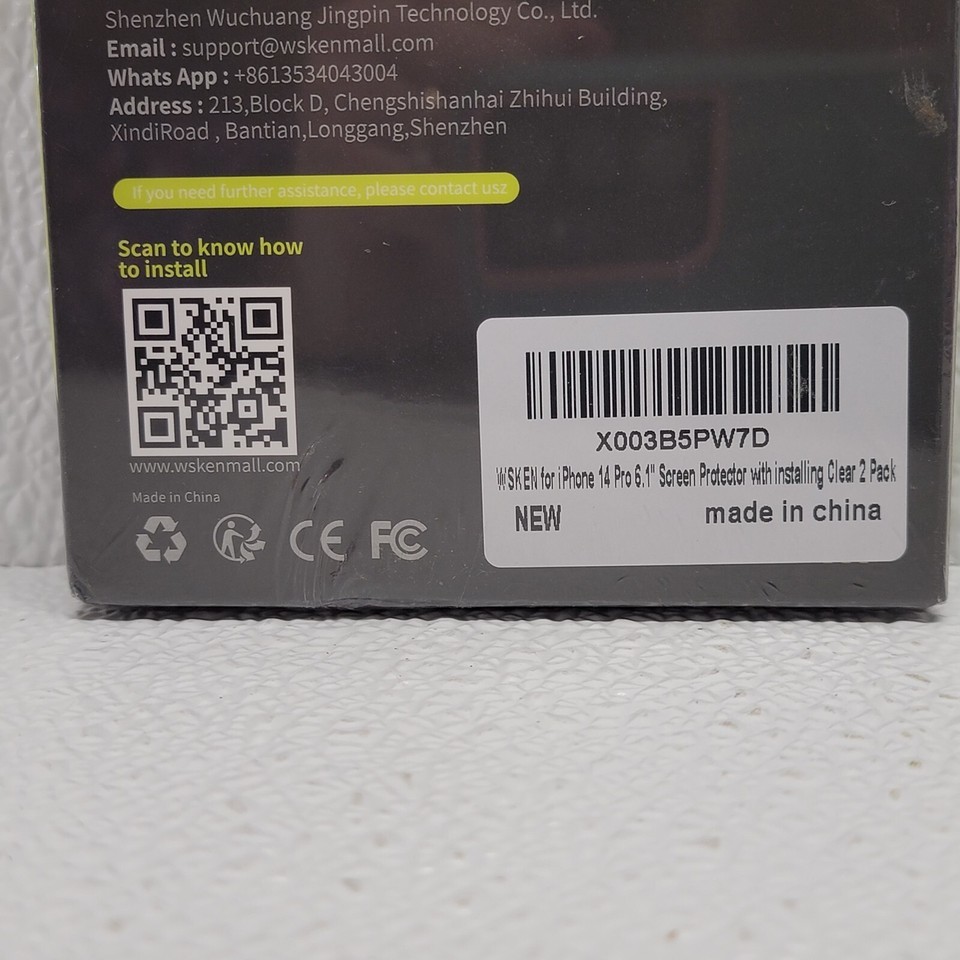 Shenzhen Wuchuang Jingpin Technology Co., Ltd.
Email : support@wskenmall.com
Whats App : +8613534043004
Address : 213,Block D, Chengshishanhai Zhihui Building,
XindiRoad , Bantian,Longgang,Shenzhen
If you need further assistance, please contact usz
Scan to know how
to install
www.wskenmall.com
Made in China
CE FC
X003B5PW7D
WSKEN for iPhone 14 Pro 6.1" Screen Protector with installing Clear 2 Pack
NEW made in china